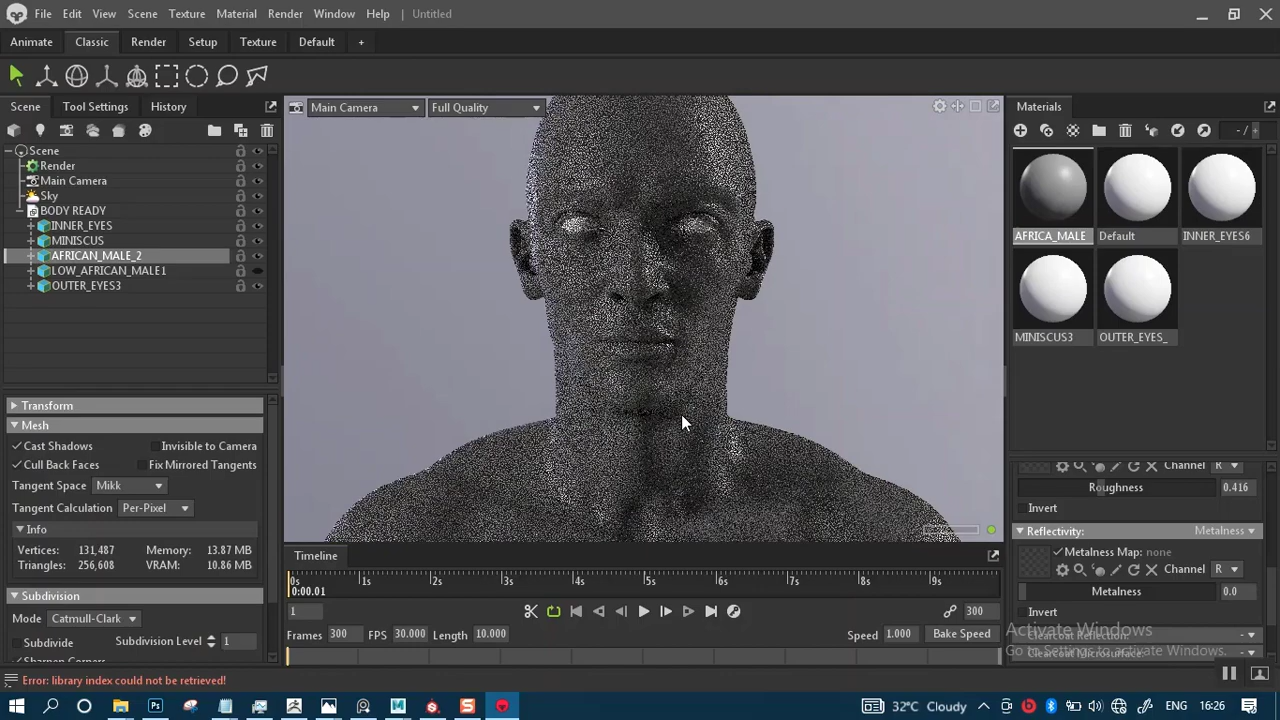 File Edit View Scene Texture Material Render Window Help Untitled
Animate Classic Render Setup Texture Default +
Scene Tool Settings History
Main Camera Full Quality
Materials
- / +
Scene
Render
Main Camera
Sky
BODY READY
INNER_EYES
MINISCUS
AFRICAN_MALE_2
LOW_AFRICAN_MALE1
OUTER_EYES3
AFRICA_MALE Default INNER_EYES6
MINISCUS3 OUTER_EYES_
Transform
Mesh
Cast Shadows Invisible to Camera
Cull Back Faces Fix Mirrored Tangents
Tangent Space Mikk
Tangent Calculation Per-Pixel
Info
Vertices: 131,487 Memory: 13.87 MB
Triangles: 256,608 VRAM: 10.86 MB
Subdivision
Mode Catmull-Clark
Subdivide Subdivision Level 1
Sharpen Corners
Channel R
Roughness 0.416
Invert
Reflectivity: Metalness
Metalness Map: none
Channel R
Metalness 0.0
Invert
Clearcoat Reflection: -
Clearcoat Microsurface: -
Activate Windows
Go to Settings to activate Windows.
Timeline
0s 1s 2s 3s 4s 5s 6s 7s 8s 9s
0:00.01
1 300
Frames 300 FPS 30.000 Length 10.000 Speed 1.000 Bake Speed
Error: library index could not be retrieved!
32°C Cloudy ENG 16:26